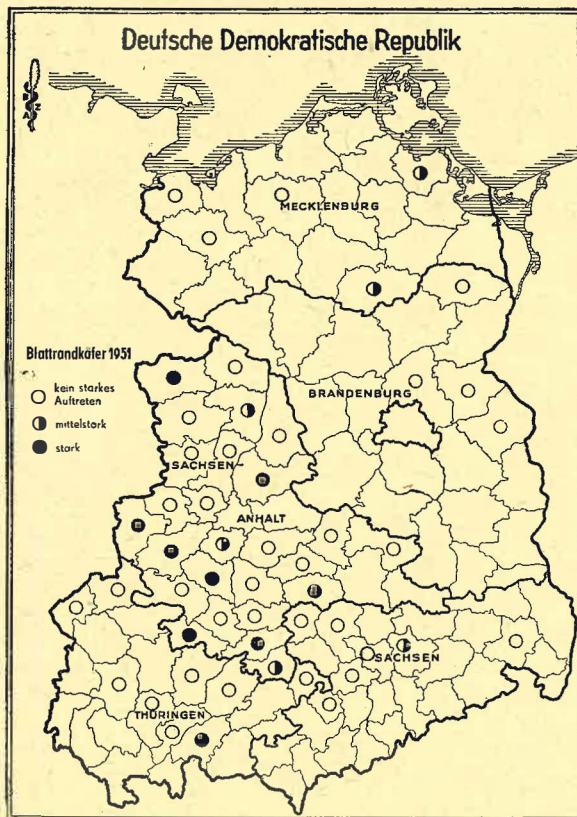 Deutsche Demokratische Republik
MECKLENBURG
Blattrandkäfer 1951
kein starkes
Auftreten
mittelstark
stark
BRANDENBURG
SACHSEN-
ANHALT
SACHSEN
THÜRINGEN